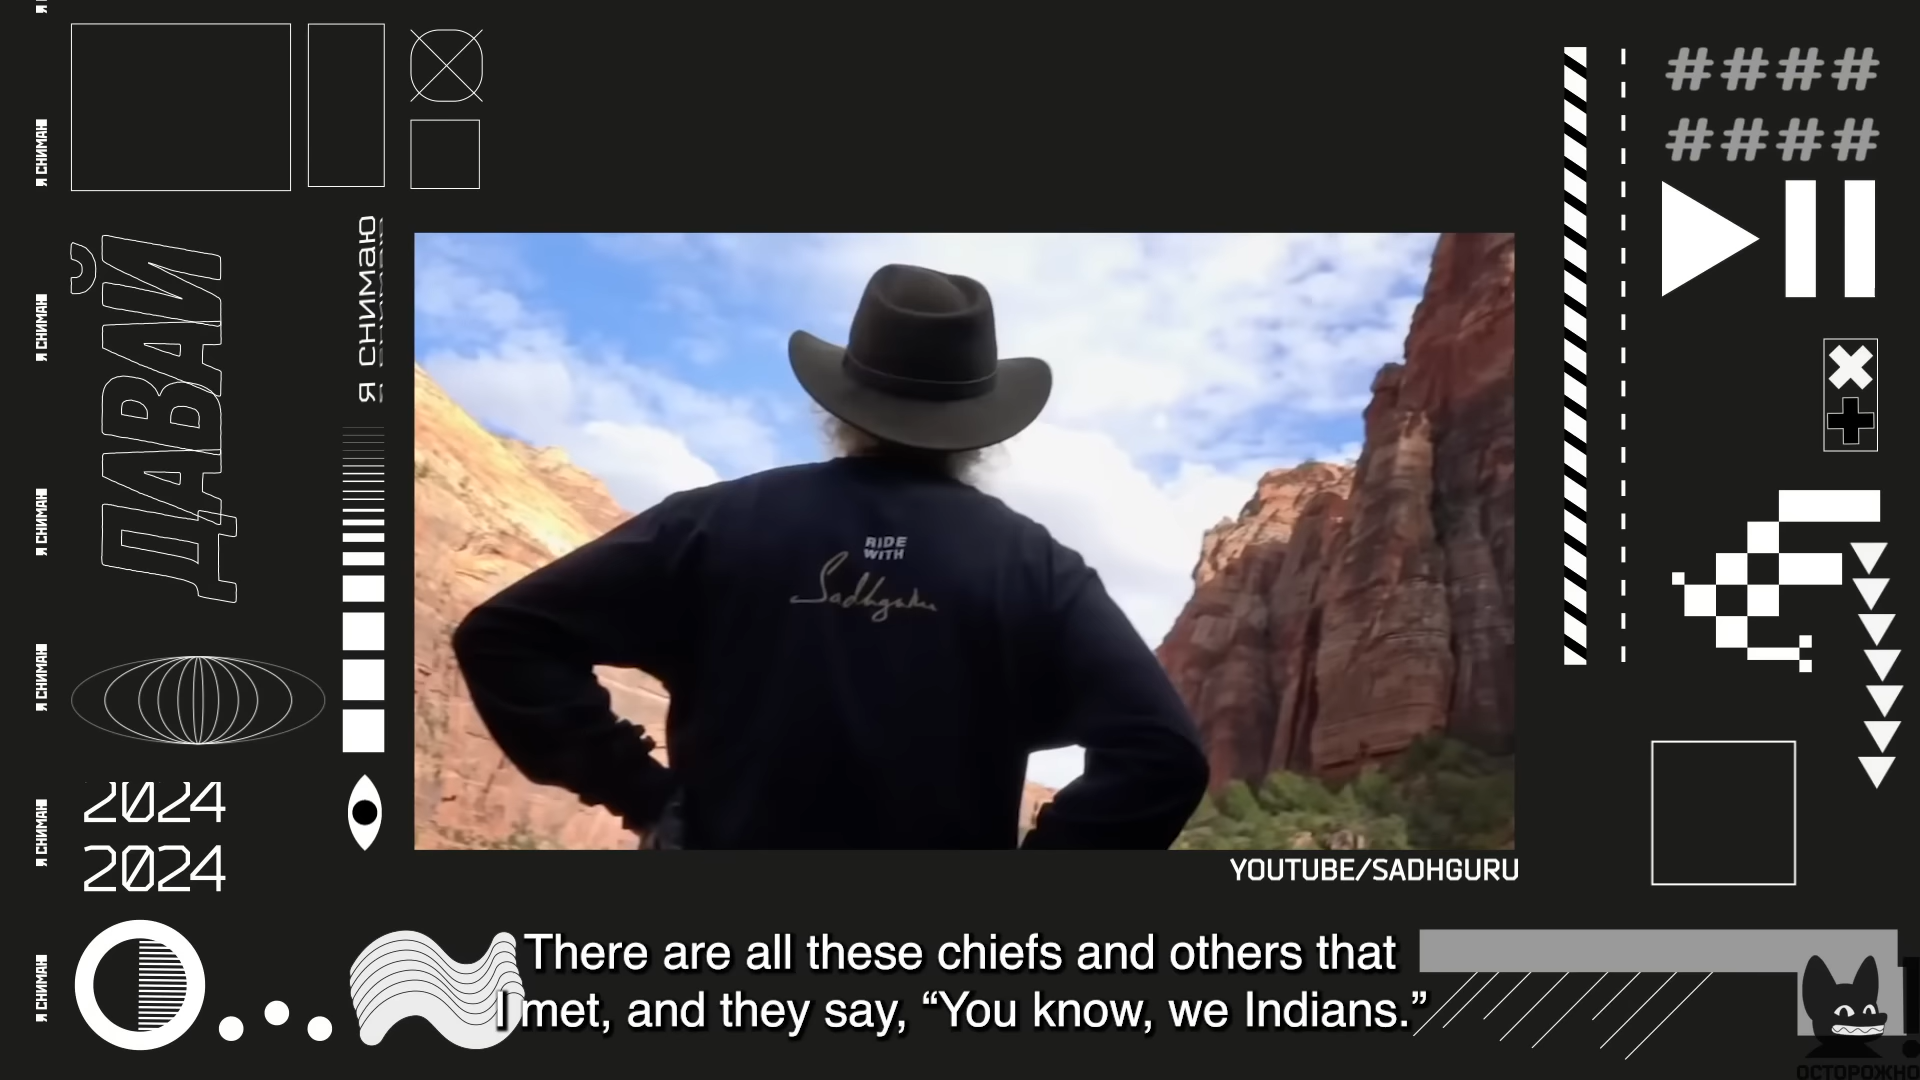 Я СНИМАЮ
Я СНИМАЮ
ДАВАЙ
Я СНИМАЮ
Я СНИМАЮ
Я СНИМАЮ
Я СНИМАЮ
Я СНИМАЮ
####
####
RIDE
WITH
Sadhguru
2024
2024
YOUTUBE/SADHGURU
There are all these chiefs and others that
I met, and they say, “You know, we Indians.”
ОСТОРОЖНО